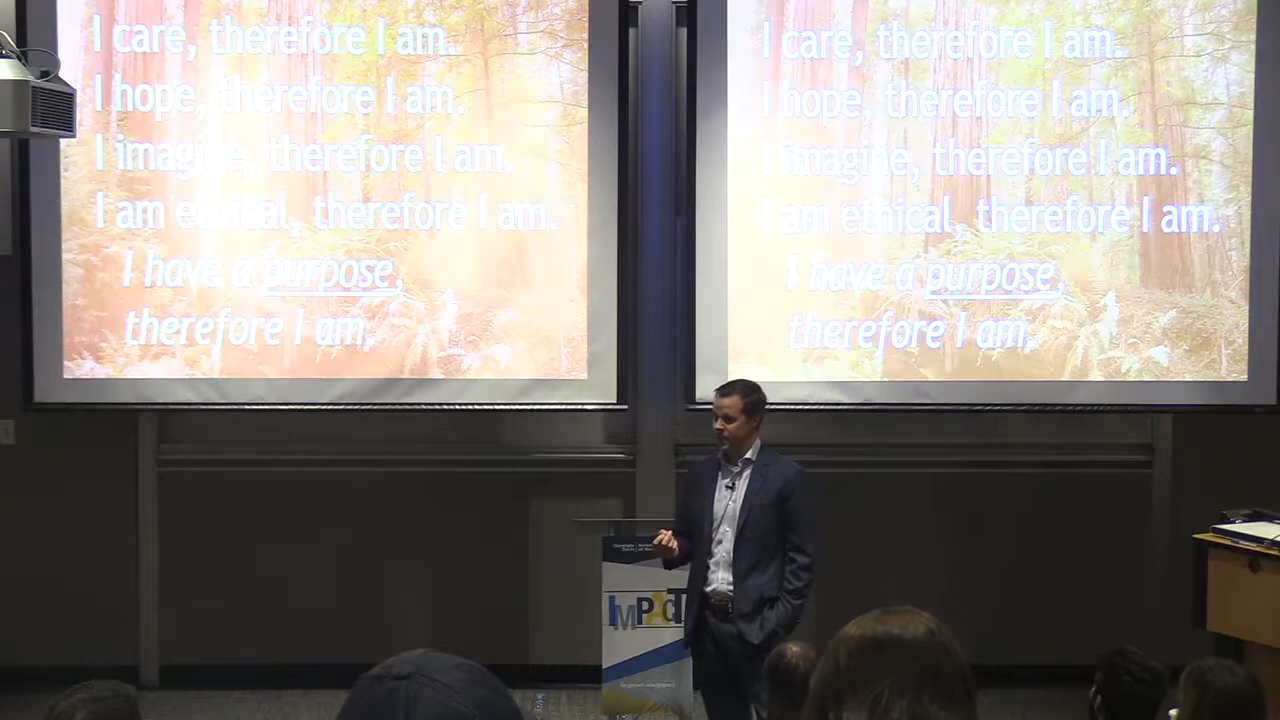 I care, therefore I am.
I hope, therefore I am.
I imagine, therefore I am.
I am ethical, therefore I am.
I have a purpose,
therefore I am.
I care, therefore I am.
I hope, therefore I am.
I imagine, therefore I am.
I am ethical, therefore I am.
I have a purpose,
therefore I am.
IMPACT